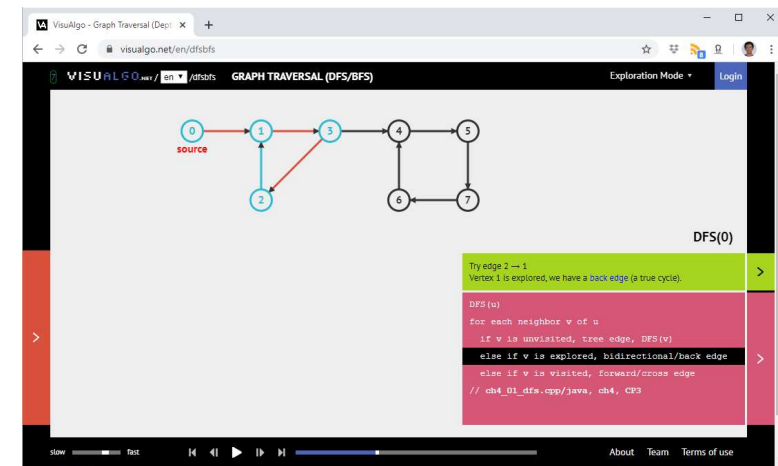 VisuAlgo - Graph Traversal (Dept
visualgo.net/en/dfsbfs
VISUALGO.NET / en /dfsbfs GRAPH TRAVERSAL (DFS/BFS) Exploration Mode Login
0 1 3 4 5
source
2 6 7
DFS(0)
Try edge 2 → 1
Vertex 1 is explored, we have a back edge (a true cycle).
DFS(u)
for each neighbor v of u
if v is unvisited, tree edge, DFS(v)
else if v is explored, bidirectional/back edge
else if v is visited, forward/cross edge
// ch4_01_dfs.cpp/java, ch4, CP3
slow fast About Team Terms of use